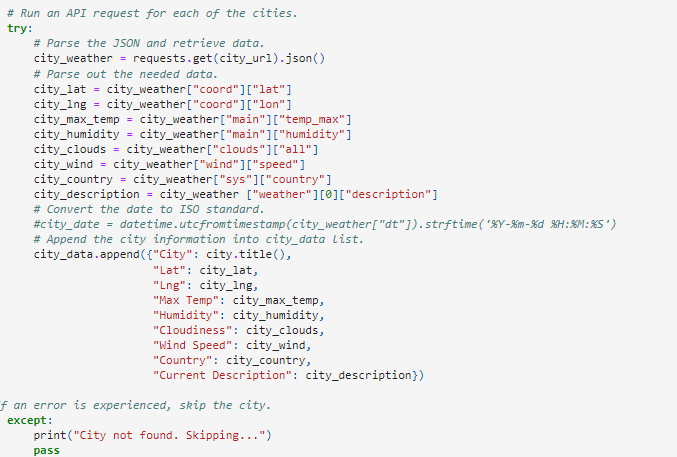 # Run an API request for each of the cities.
try:
# Parse the JSON and retrieve data.
city_weather = requests.get(city_url).json()
# Parse out the needed data.
city_lat = city_weather["coord"]["lat"]
city_lng = city_weather["coord"]["lon"]
city_max_temp = city_weather["main"]["temp_max"]
city_humidity = city_weather["main"]["humidity"]
city_clouds = city_weather["clouds"]["all"]
city_wind = city_weather["wind"]["speed"]
city_country = city_weather["sys"]["country"]
city_description = city_weather ["weather"][0]["description"]
# Convert the date to ISO standard.
#city_date = datetime.utcfromtimestamp(city_weather["dt"]).strftime('%Y-%m-%d %H:%M:%S')
# Append the city information into city_data list.
city_data.append({"City": city.title(),
"Lat": city_lat,
"Lng": city_lng,
"Max Temp": city_max_temp,
"Humidity": city_humidity,
"Cloudiness": city_clouds,
"Wind Speed": city_wind,
"Country": city_country,
"Current Description": city_description})
f an error is experienced, skip the city.
except:
print("City not found. Skipping...")
pass